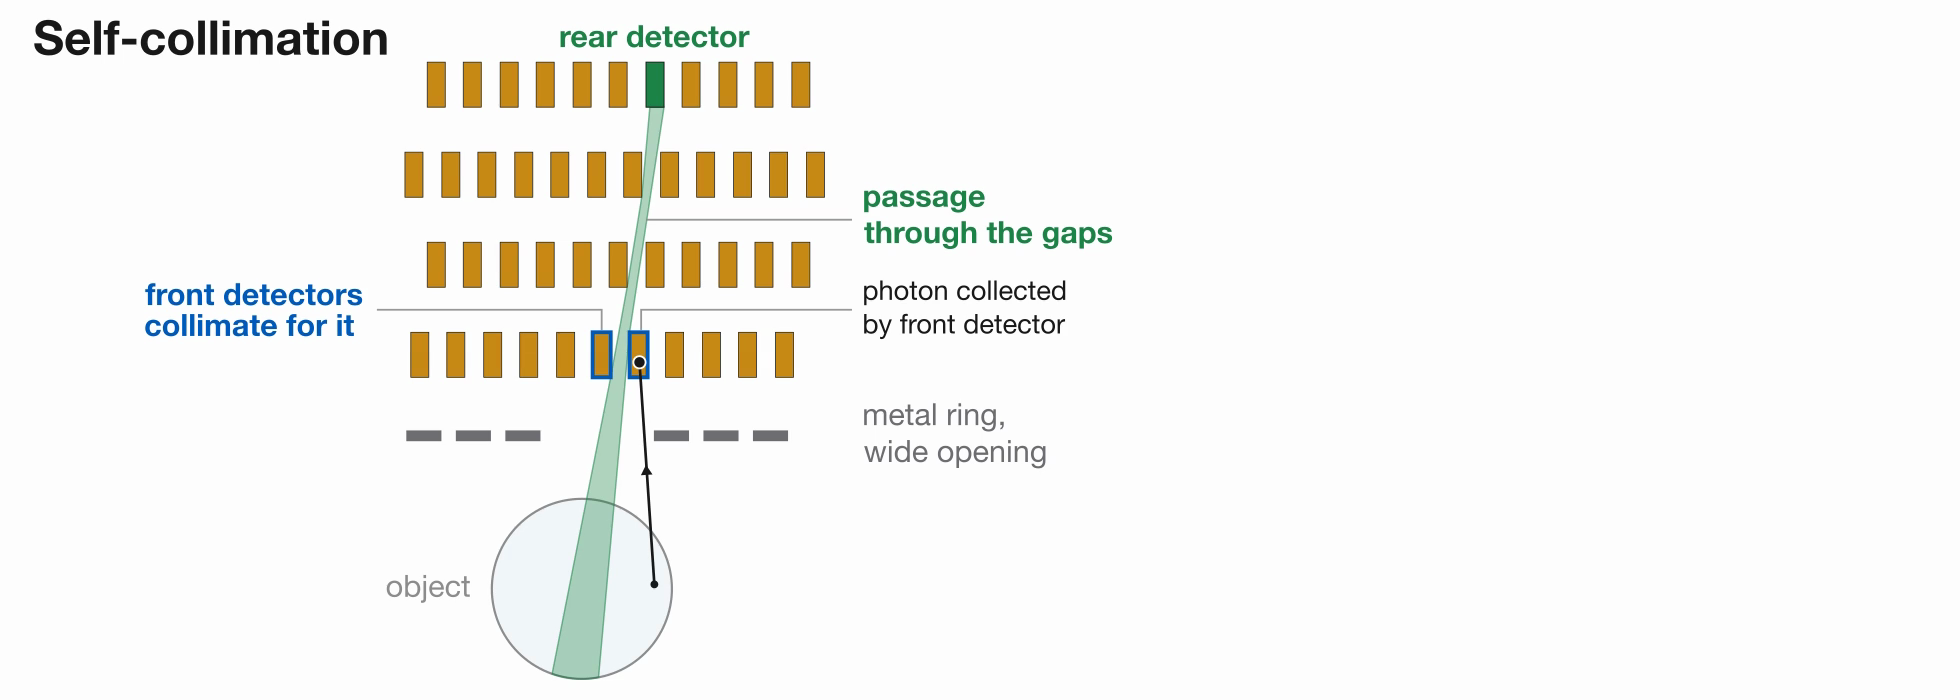 Self-collimation
rear detector
passage
through the gaps
front detectors
collimate for it
photon collected
by front detector
metal ring,
wide opening
object